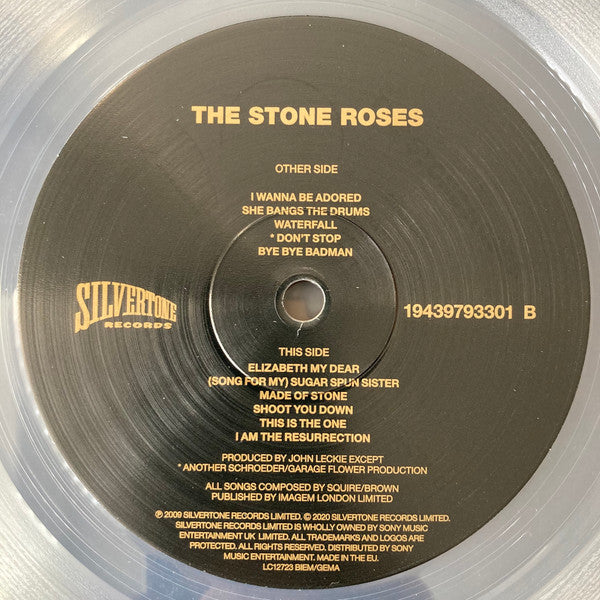 THE STONE ROSES
OTHER SIDE
I WANNA BE ADORED
SHE BANGS THE DRUMS
WATERFALL
* DON'T STOP
BYE BYE BADMAN
SILVERTONE
RECORDS
19439793301 B
THIS SIDE
ELIZABETH MY DEAR
(SONG FOR MY) SUGAR SPUN SISTER
MADE OF STONE
SHOOT YOU DOWN
THIS IS THE ONE
I AM THE RESURRECTION
PRODUCED BY JOHN LECKIE EXCEPT
* ANOTHER SCHROEDER/GARAGE FLOWER PRODUCTION
ALL SONGS COMPOSED BY SQUIRE/BROWN
PUBLISHED BY IMAGEM LONDON LIMITED
℗ 2009 SILVERTONE RECORDS LIMITED. © 2020 SILVERTONE RECORDS LIMITED.
SILVERTONE RECORDS LIMITED IS WHOLLY OWNED BY SONY MUSIC
ENTERTAINMENT UK LIMITED. ALL TRADEMARKS AND LOGOS ARE
PROTECTED. ALL RIGHTS RESERVED. DISTRIBUTED BY SONY
MUSIC ENTERTAINMENT. MADE IN THE EU.
LC12723 BIEM/GEMA